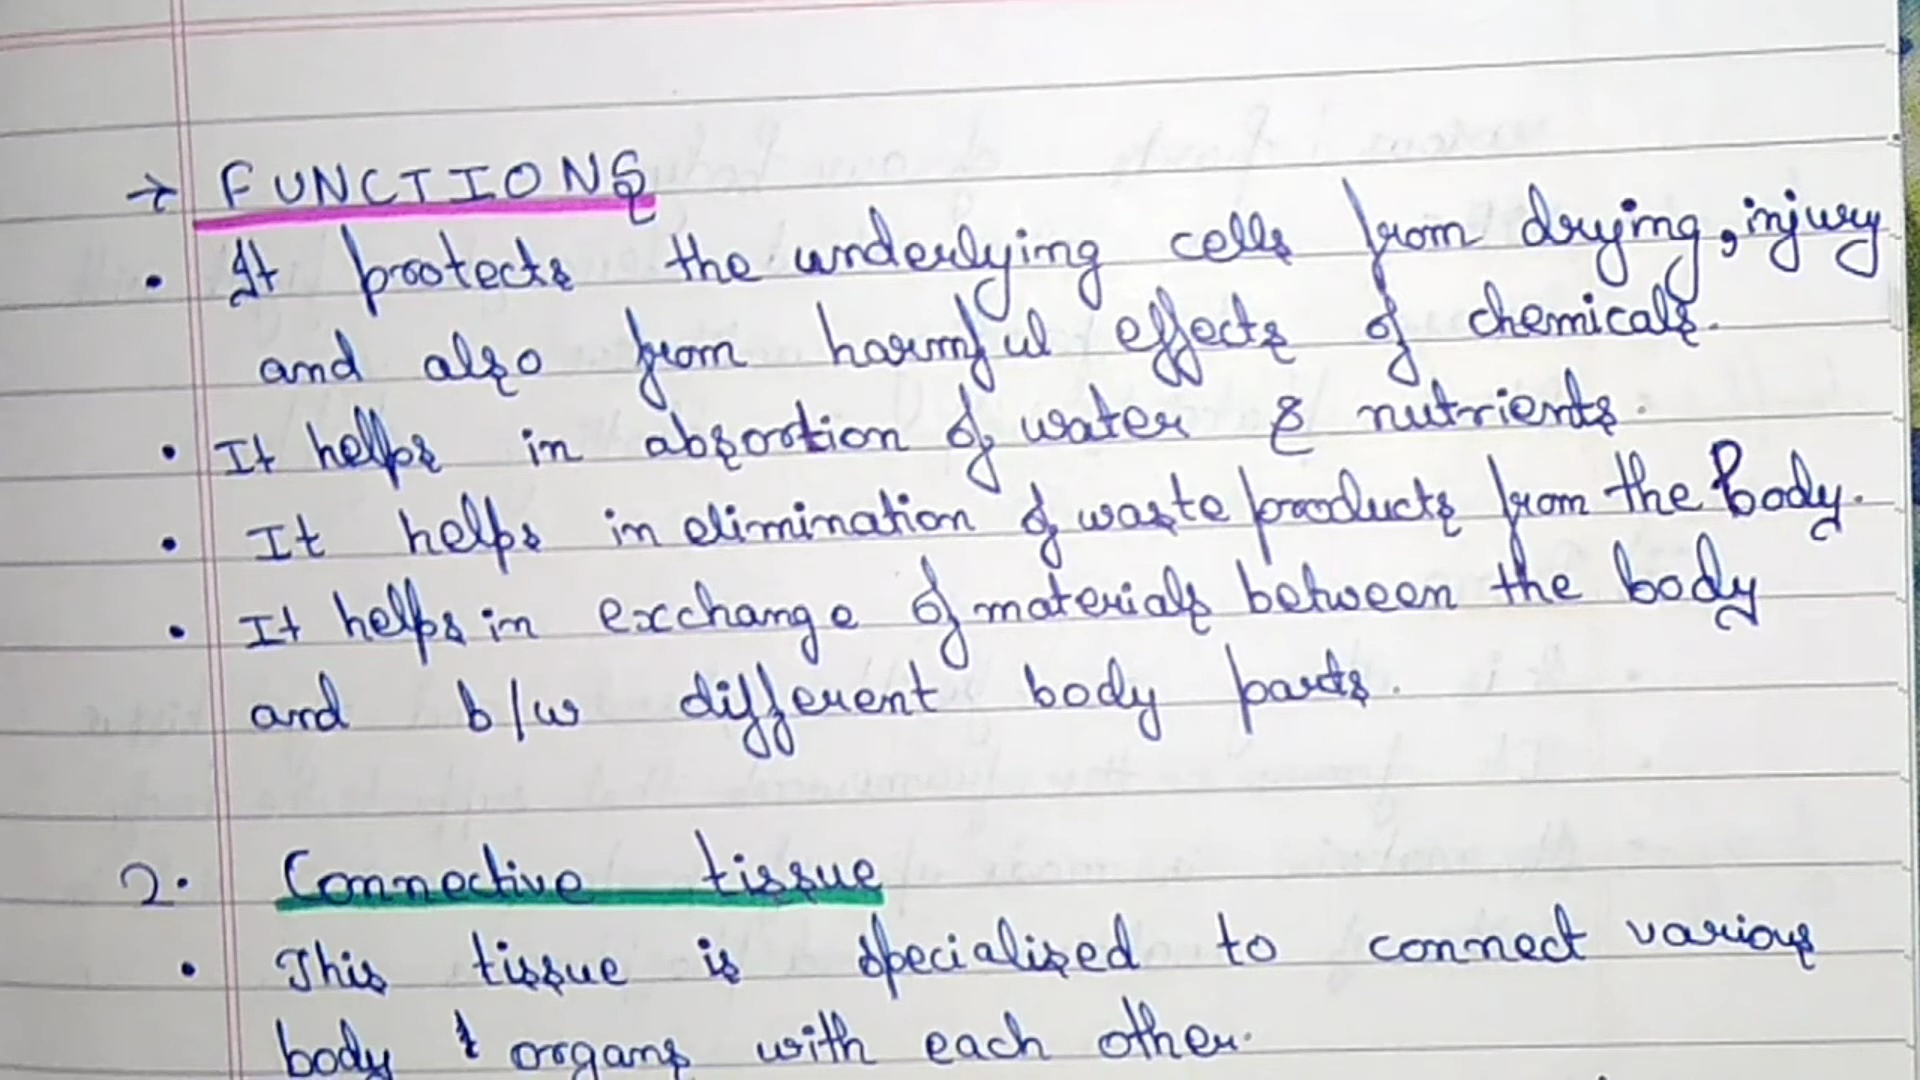 → FUNCTIONS
• It protects the underlying cells from drying, injury
and also from harmful effects of chemicals.
• It helps in absortion of water & nutrients.
• It helps in elimination of waste products from the body.
• It helps in exchange of materials between the body
and b/w different body parts.
2. Connective tissue
• This tissue is specialised to connect various
body & organs with each other.